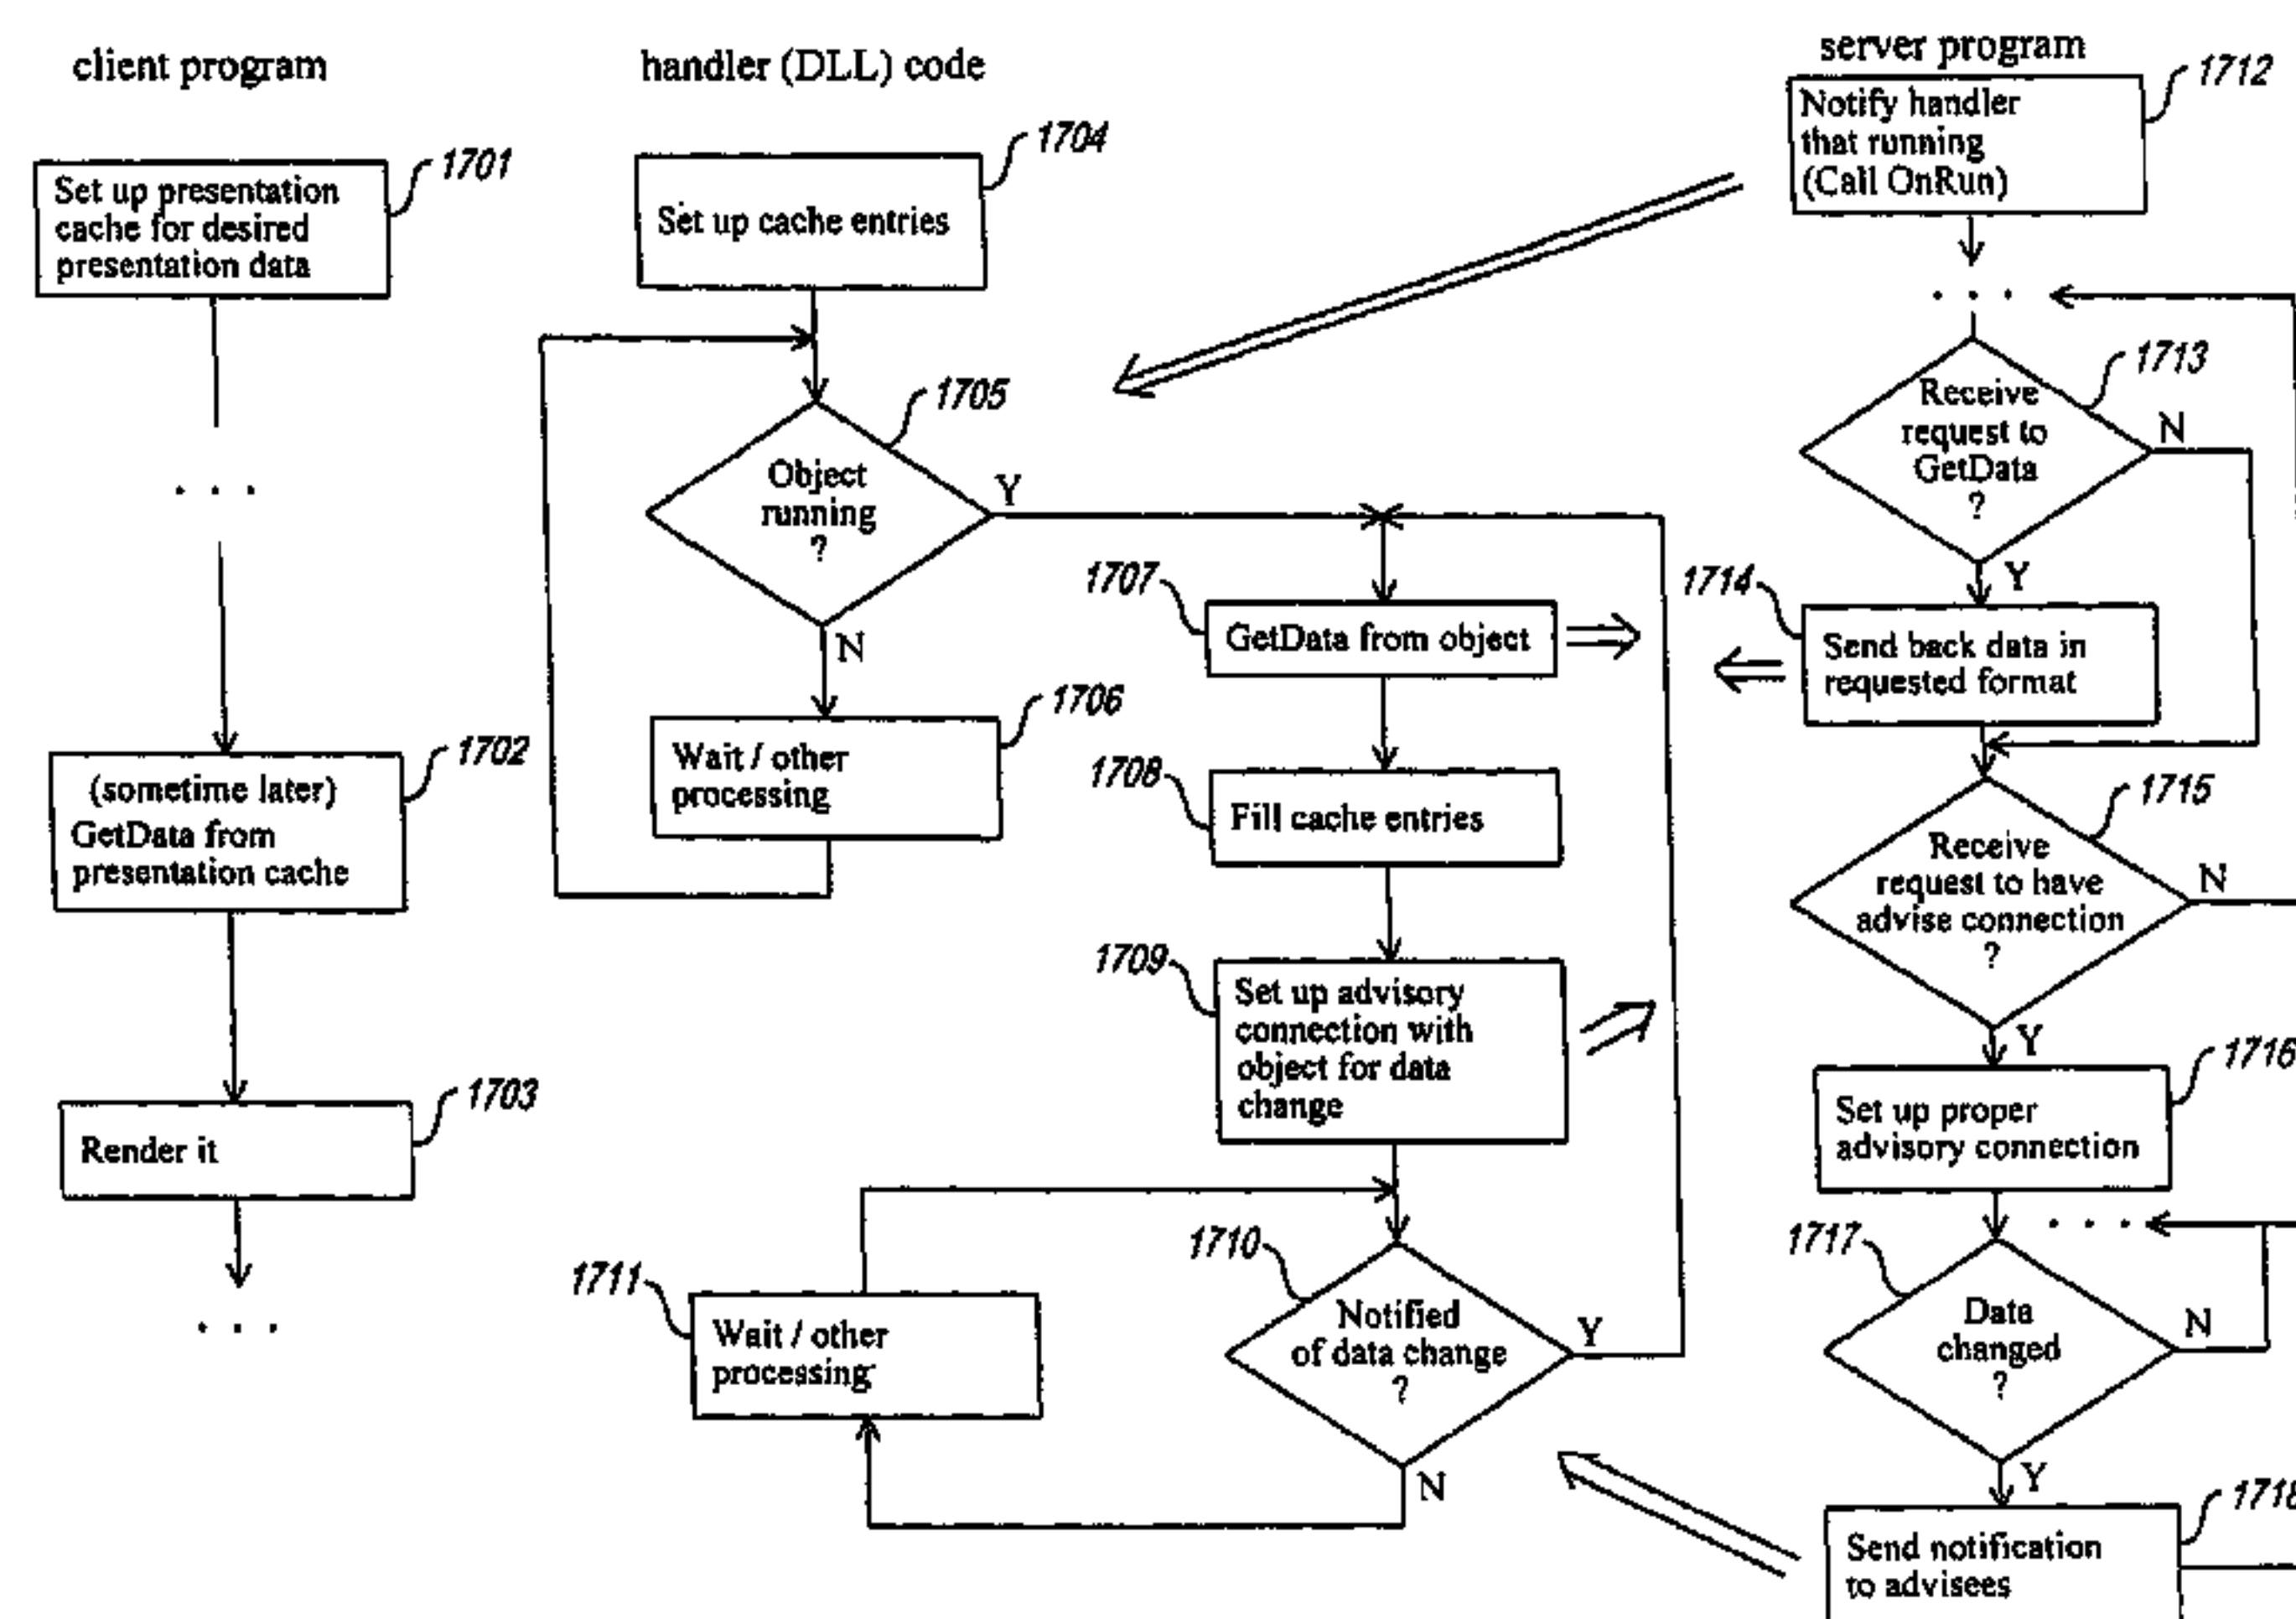 client program
1701
Set up presentation
cache for desired
presentation data
. . .
1702
(sometime later)
GetData from
presentation cache
1703
Render it
. . .
handler (DLL) code
1704
Set up cache entries
1705
Object
running
?
Y
N
1706
Wait / other
processing
1707
GetData from object
1708
Fill cache entries
1709
Set up advisory
connection with
object for data
change
1710
Notified
of data change
?
Y
N
1711
Wait / other
processing
server program
1712
Notify handler
that running
(Call OnRun)
. . .
1713
Receive
request to
GetData
?
N
Y
1714
Send back data in
requested format
1715
Receive
request to have
advise connection
?
N
Y
1716
Set up proper
advisory connection
. . .
1717
Data
changed
?
N
Y
1718
Send notification
to advisees